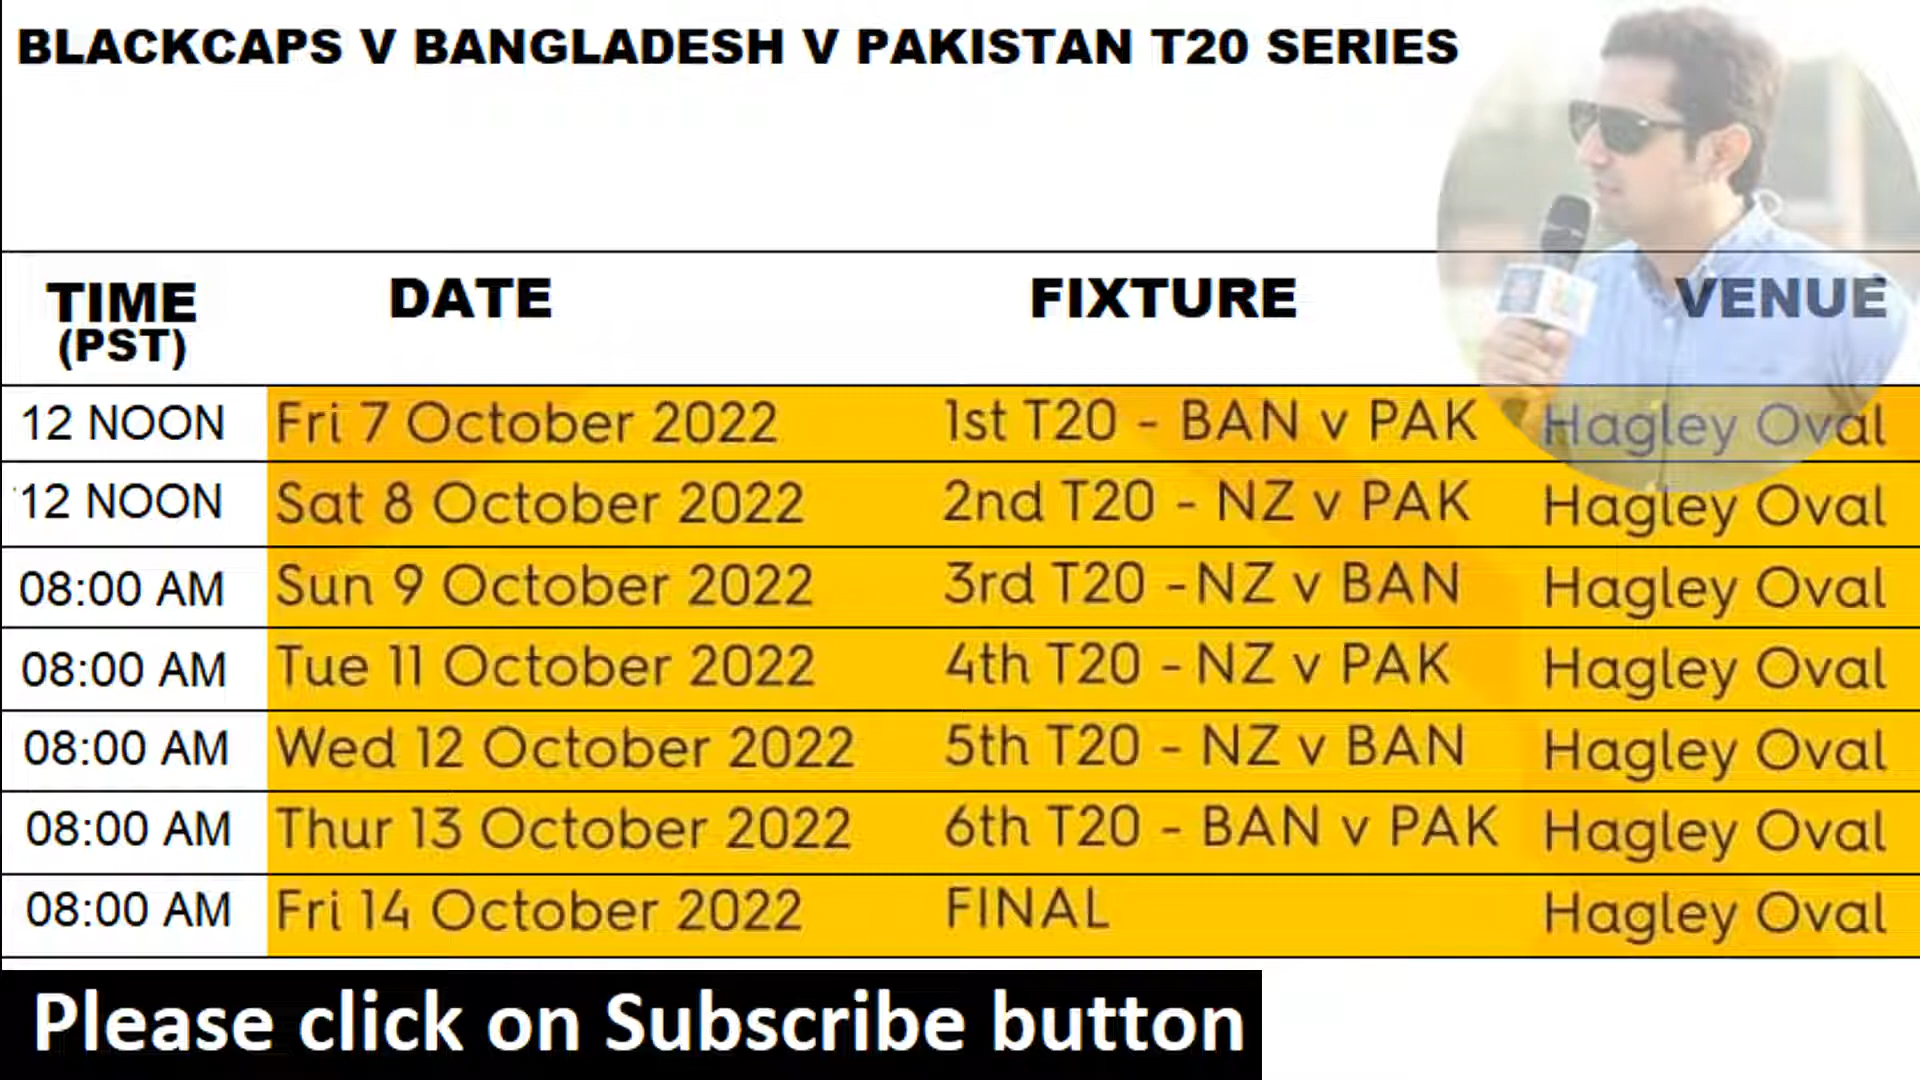 BLACKCAPS V BANGLADESH V PAKISTAN T20 SERIES
TIME (PST) DATE FIXTURE VENUE
12 NOON Fri 7 October 2022 1st T20 - BAN v PAK Hagley Oval
12 NOON Sat 8 October 2022 2nd T20 - NZ v PAK Hagley Oval
08:00 AM Sun 9 October 2022 3rd T20 - NZ v BAN Hagley Oval
08:00 AM Tue 11 October 2022 4th T20 - NZ v PAK Hagley Oval
08:00 AM Wed 12 October 2022 5th T20 - NZ v BAN Hagley Oval
08:00 AM Thur 13 October 2022 6th T20 - BAN v PAK Hagley Oval
08:00 AM Fri 14 October 2022 FINAL Hagley Oval
Please click on Subscribe button